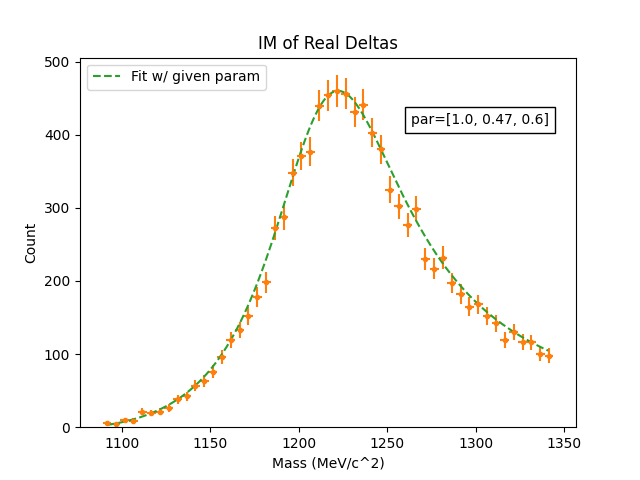 IM of Real Deltas
Fit w/ given param
par=[1.0, 0.47, 0.6]
Count
500
400
300
200
100
0
1100 1150 1200 1250 1300 1350
Mass (MeV/c^2)